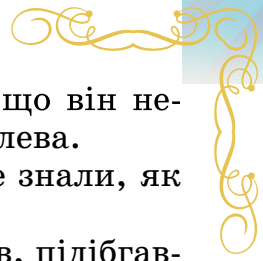 що він не-
лева.
знали, як
в, підібгав-